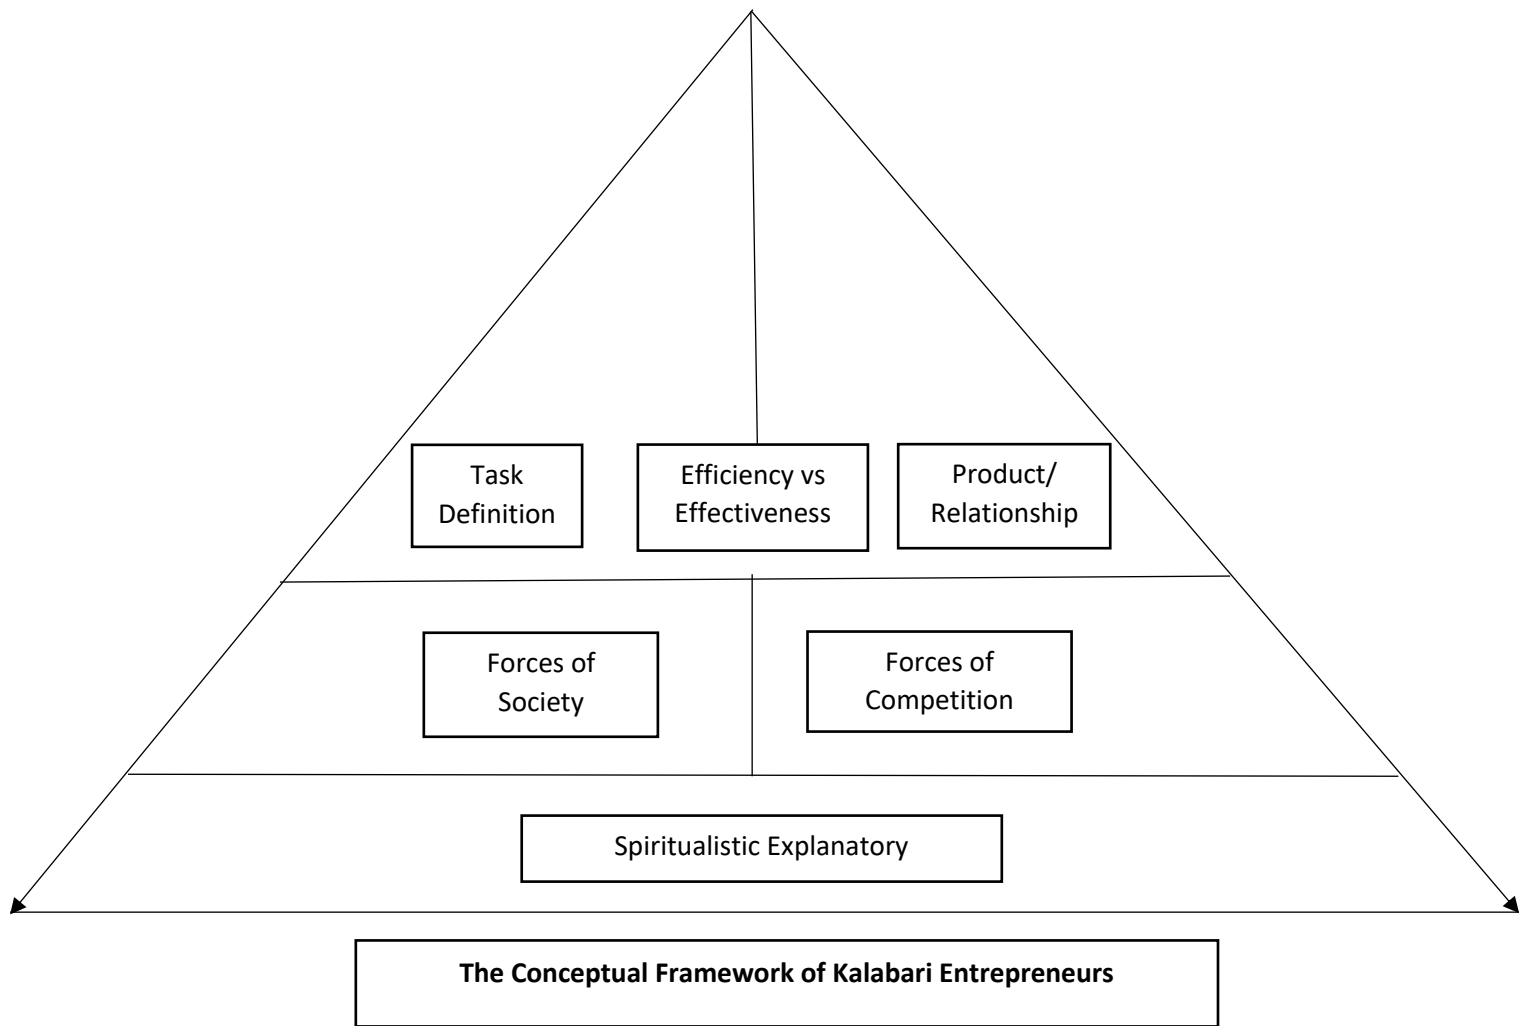 Task
Definition
Efficiency vs
Effectiveness
Product/
Relationship
Forces of
Society
Forces of
Competition
Spiritualistic Explanatory
The Conceptual Framework of Kalabari Entrepreneurs